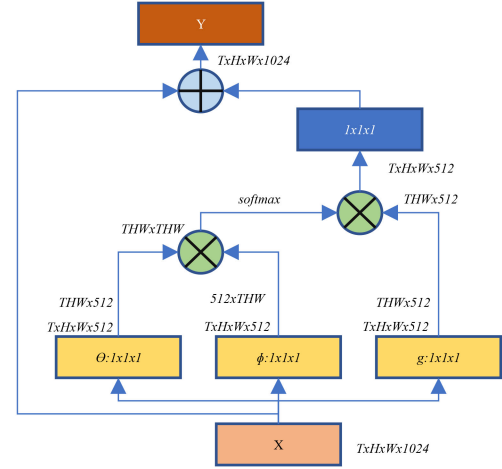 Y
TxHxWx1024
1x1x1
TxHxWx512
softmax
THWx512
THWxTHW
THWx512
512xTHW
THWx512
TxHxWx512
TxHxWx512
TxHxWx512
Θ:1x1x1
ϕ:1x1x1
g:1x1x1
X
TxHxWx1024